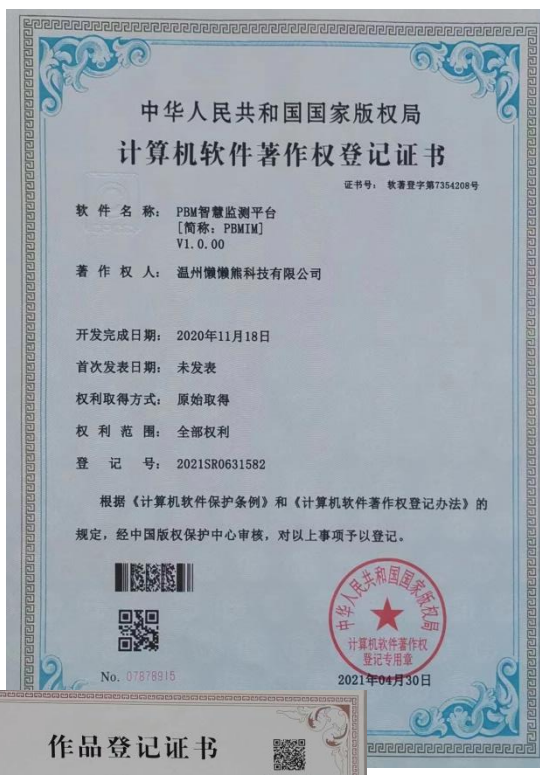 中华人民共和国国家版权局
计算机软件著作权登记证书
证书号： 软著登字第7354208号
软件名称： PBM智慧监测平台
[简称：PBMIM]
V1.0.00
著作权人： 温州懒懒熊科技有限公司
开发完成日期： 2020年11月18日
首次发表日期： 未发表
权利取得方式： 原始取得
权利范围： 全部权利
登记号： 2021SR0631582
根据《计算机软件保护条例》和《计算机软件著作权登记办法》的
规定，经中国版权保护中心审核，对以上事项予以登记。
中华人民共和国国家版权局
计算机软件著作权
登记专用章
No. 07878915
2021年04月30日
作品登记证书